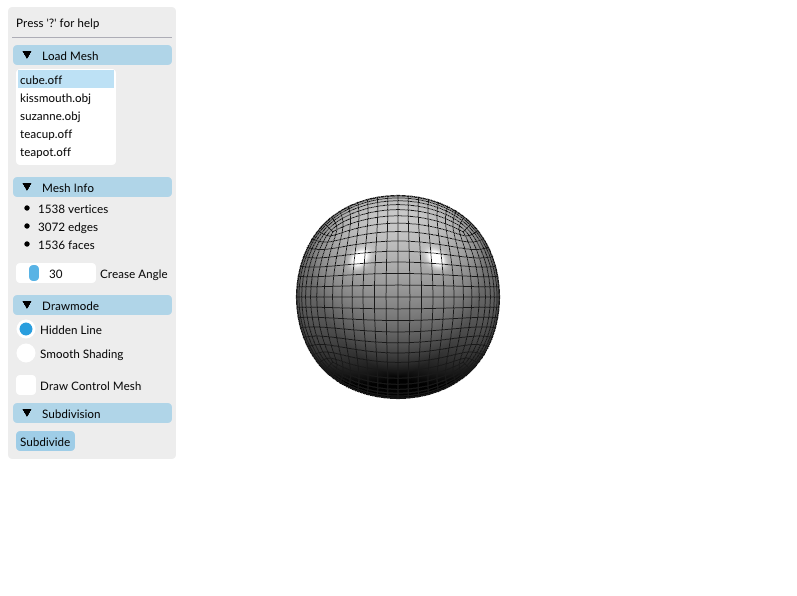 Press '?' for help
Load Mesh
cube.off
kissmouth.obj
suzanne.obj
teacup.off
teapot.off
Mesh Info
1538 vertices
3072 edges
1536 faces
30 Crease Angle
Drawmode
Hidden Line
Smooth Shading
Draw Control Mesh
Subdivision
Subdivide